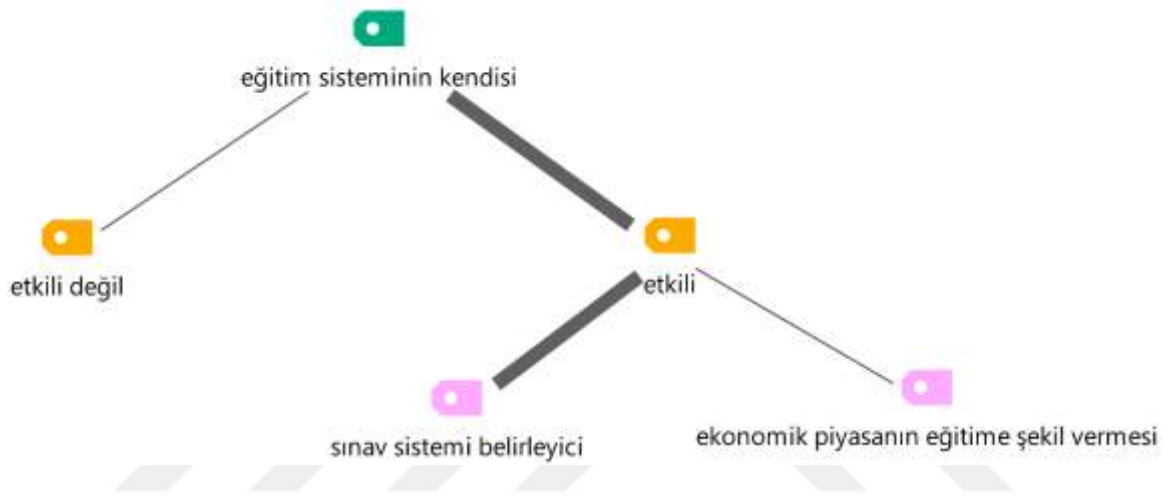 eğitim sisteminin kendisi
etkili değil
etkili
sınav sistemi belirleyici
ekonomik piyasanın eğitime şekil vermesi